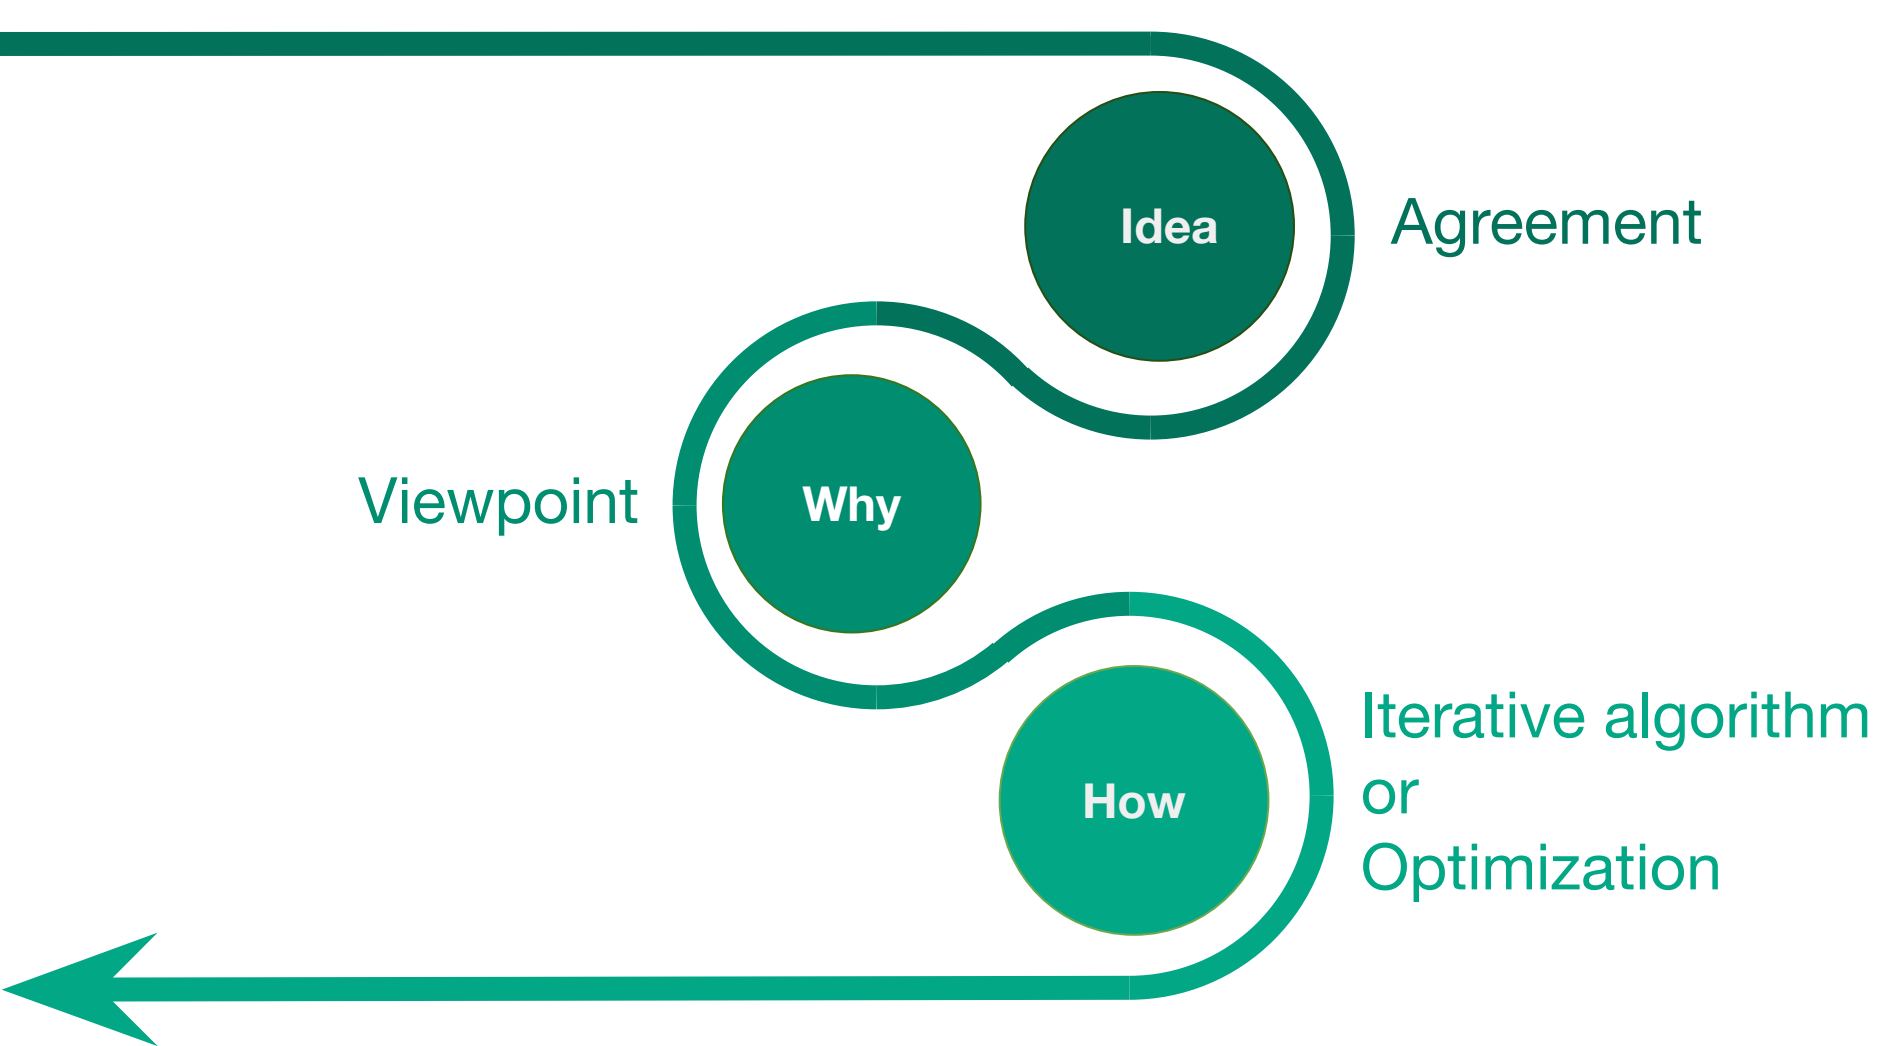 Idea
Agreement
Viewpoint
Why
How
Iterative algorithm
or
Optimization